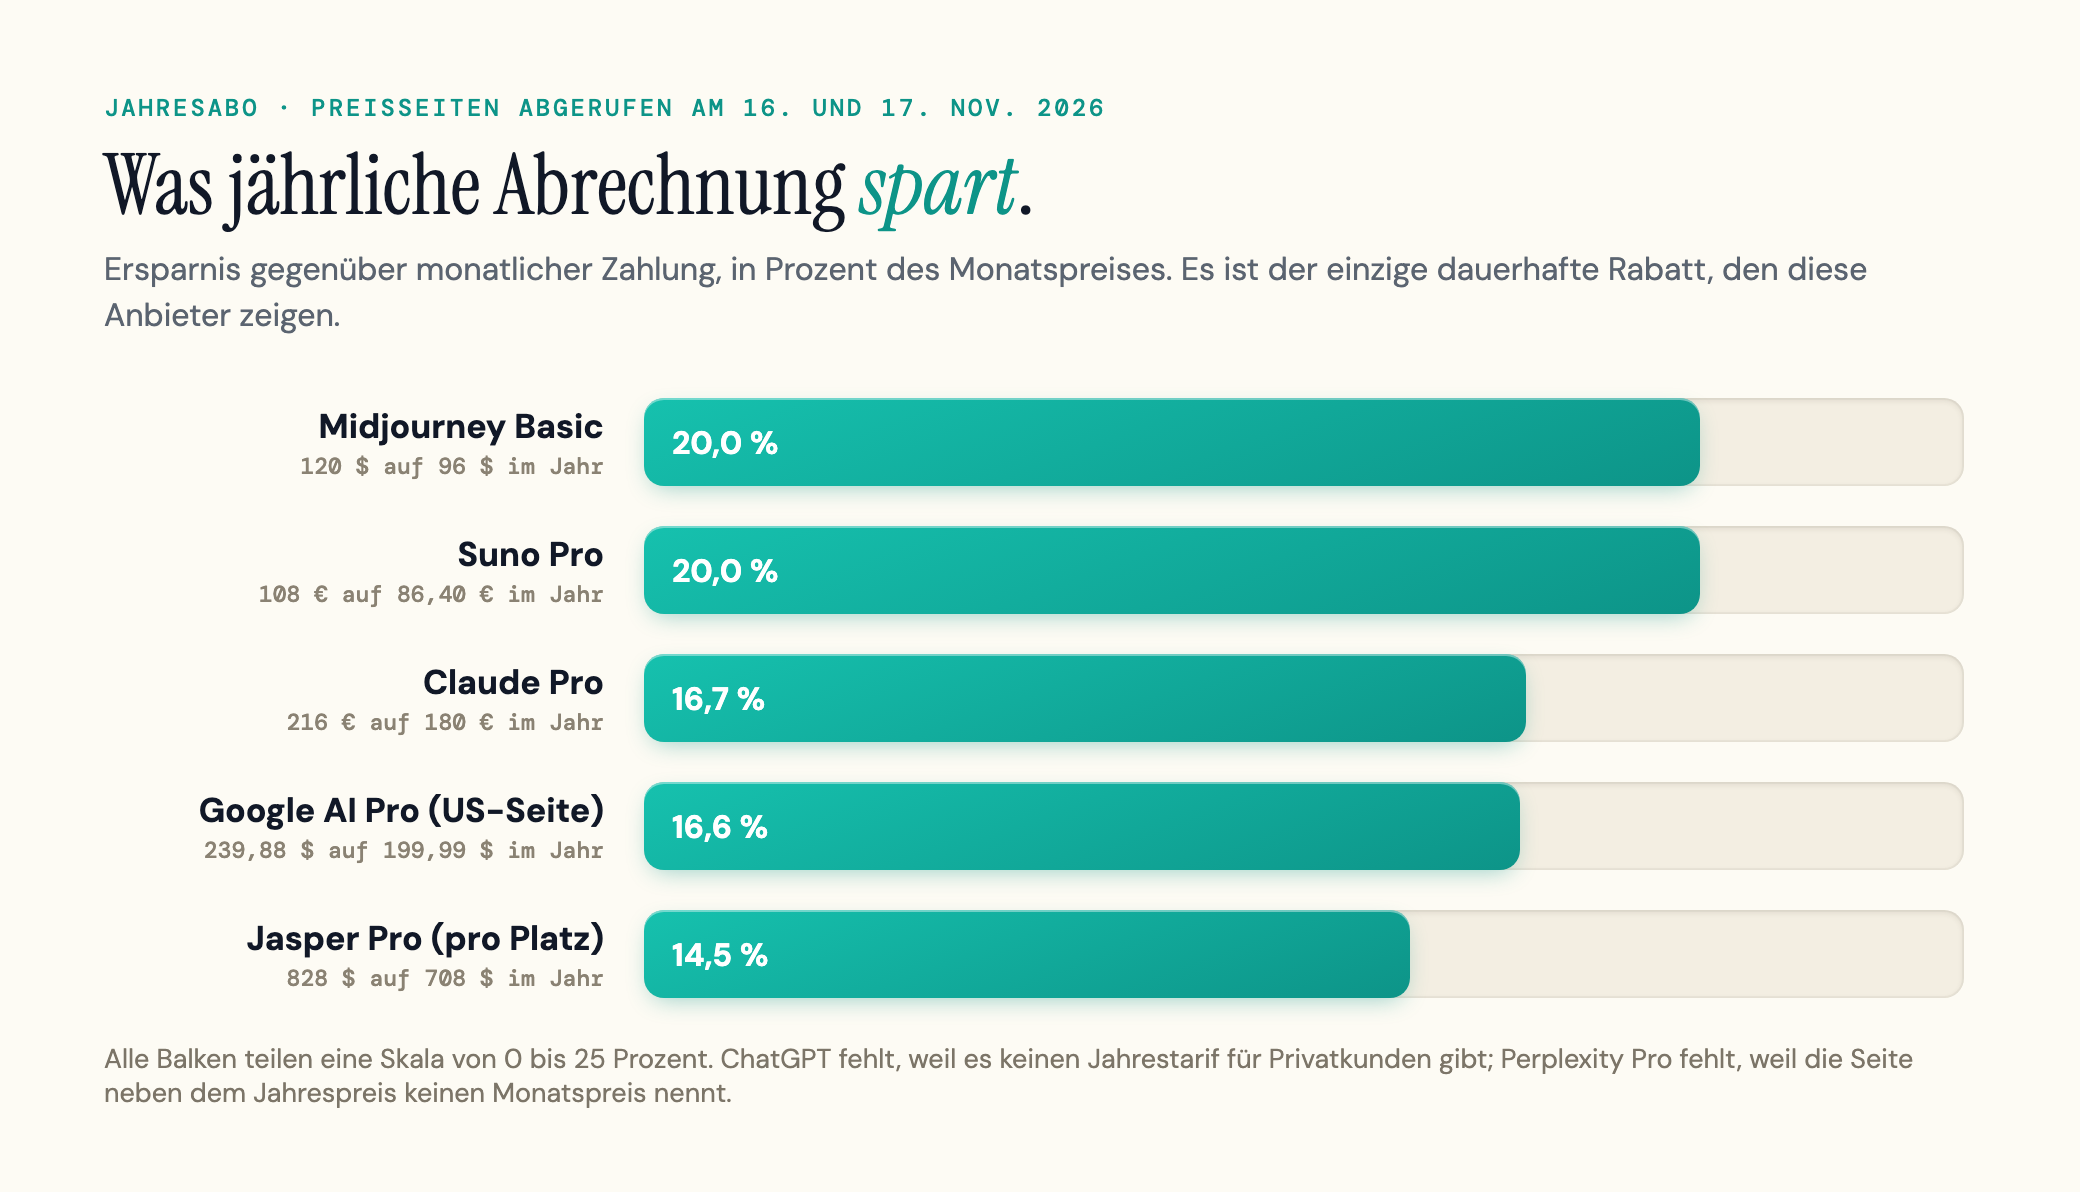 JAHRESABO · PREISSEITEN ABGERUFEN AM 16. UND 17. NOV. 2026
Was jährliche Abrechnung spart.
Ersparnis gegenüber monatlicher Zahlung, in Prozent des Monatspreises. Es ist der einzige dauerhafte Rabatt, den diese
Anbieter zeigen.
Midjourney Basic
120 $ auf 96 $ im Jahr
20,0 %
Suno Pro
108 € auf 86,40 € im Jahr
20,0 %
Claude Pro
216 € auf 180 € im Jahr
16,7 %
Google AI Pro (US-Seite)
239,88 $ auf 199,99 $ im Jahr
16,6 %
Jasper Pro (pro Platz)
828 $ auf 708 $ im Jahr
14,5 %
Alle Balken teilen eine Skala von 0 bis 25 Prozent. ChatGPT fehlt, weil es keinen Jahrestarif für Privatkunden gibt; Perplexity Pro fehlt, weil die Seite
neben dem Jahrespreis keinen Monatspreis nennt.